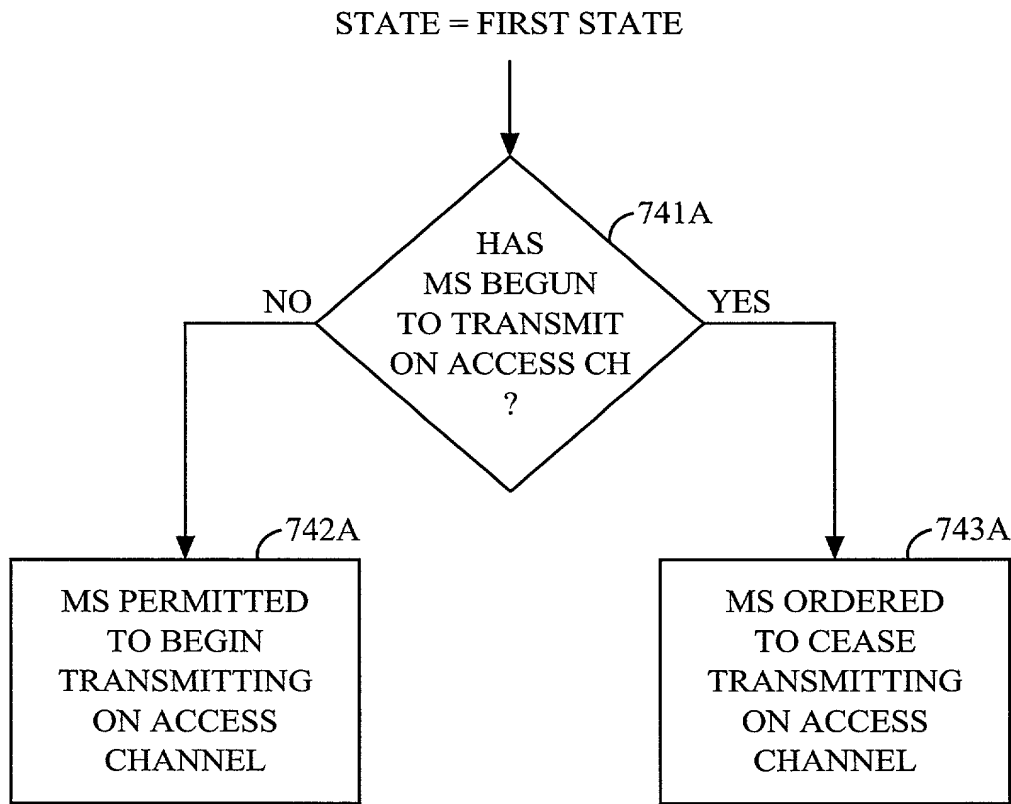 STATE = FIRST STATE
741A
HAS
MS BEGUN
TO TRANSMIT
ON ACCESS CH
?
NO
YES
742A
MS PERMITTED
TO BEGIN
TRANSMITTING
ON ACCESS
CHANNEL
743A
MS ORDERED
TO CEASE
TRANSMITTING
ON ACCESS
CHANNEL